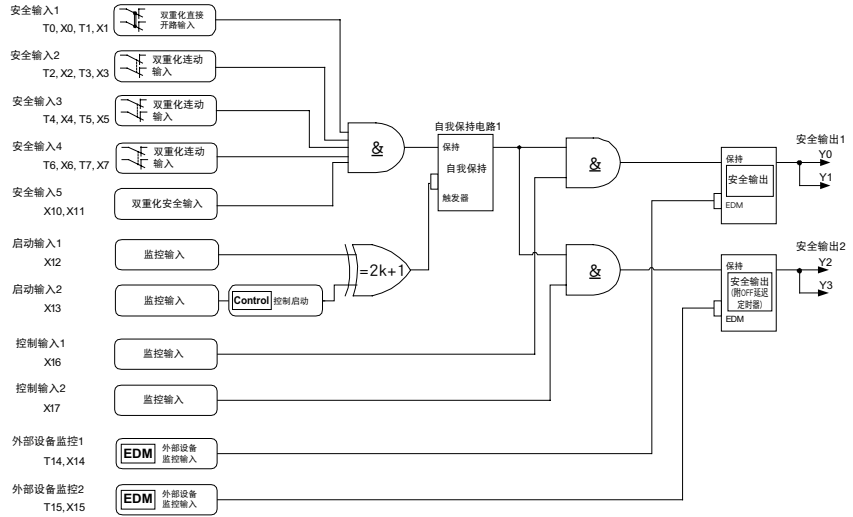 安全输入1
T0, X0, T1, X1
双重化直接
开路输入
安全输入2
T2, X2, T3, X3
双重化连动
输入
安全输入3
T4, X4, T5, X5
双重化连动
输入
安全输入4
T6, X6, T7, X7
双重化连动
输入
安全输入5
X10, X11
双重化安全输入
启动输入1
X12
监控输入
启动输入2
X13
监控输入
Control 控制启动
控制输入1
X16
监控输入
控制输入2
X17
监控输入
外部设备监控1
T14, X14
EDM 外部设备
监控输入
外部设备监控2
T15, X15
EDM 外部设备
监控输入
&
=2k+1
自我保持电路1
保持
自我保持
触发器
&
&
保持
安全输出
EDM
安全输出1
Y0
Y1
保持
安全输出
(附OFF延迟
定时器)
EDM
安全输出2
Y2
Y3